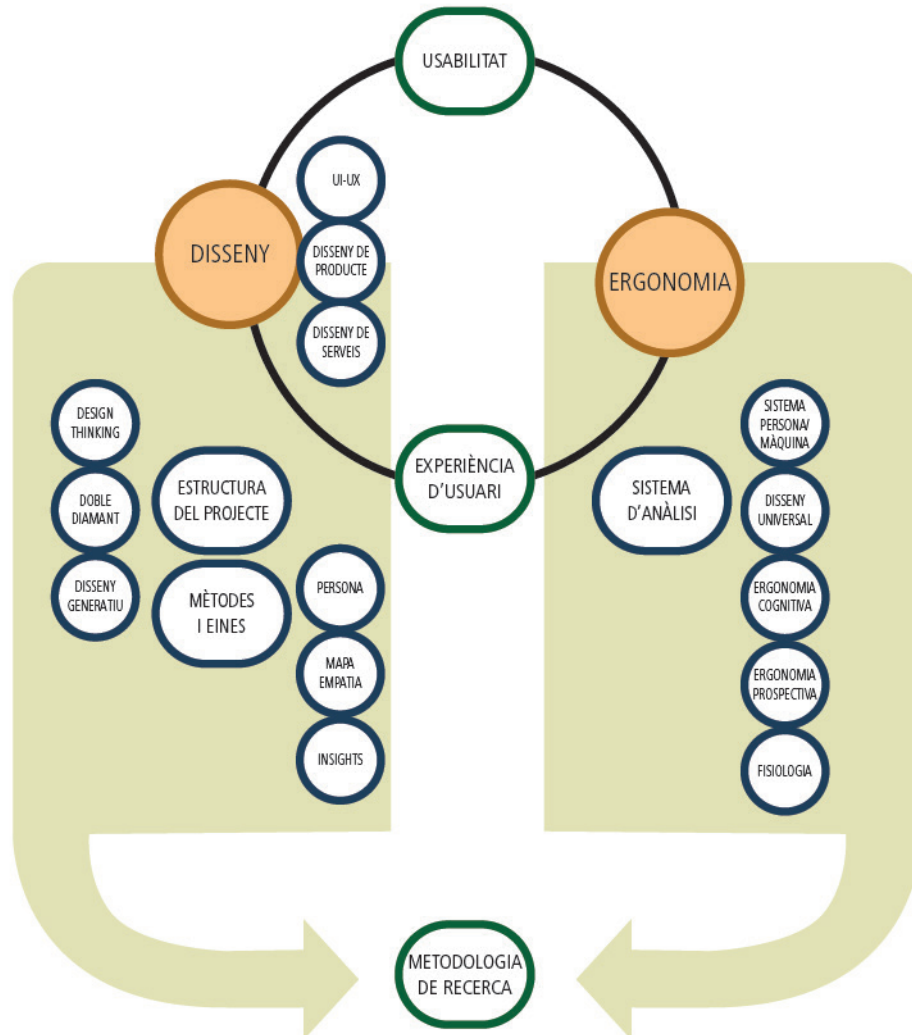 USABILITAT
UI-UX
DISSENY
DISSENY DE
PRODUCTE
DISSENY DE
SERVEIS
ERGONOMIA
EXPERIÈNCIA
D'USUARI
DESIGN
THINKING
DOBLE
DIAMANT
DISSENY
GENERATIU
ESTRUCTURA
DEL PROJECTE
MÈTODES
I EINES
PERSONA
MAPA
EMPATIA
INSIGHTS
SISTEMA
D'ANÀLISI
SISTEMA
PERSONA/
MÀQUINA
DISSENY
UNIVERSAL
ERGONOMIA
COGNITIVA
ERGONOMIA
PROSPECTIVA
FISIOLOGIA
METODOLOGIA
DE RECERCA